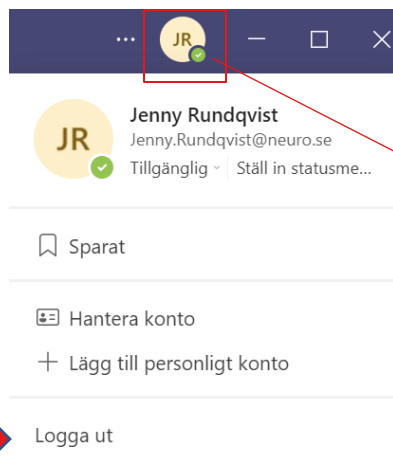 JR
JR
Jenny Rundqvist
Jenny.Rundqvist@neuro.se
Tillgänglig Ställ in statusme...
Sparat
Hantera konto
Lägg till personligt konto
Logga ut